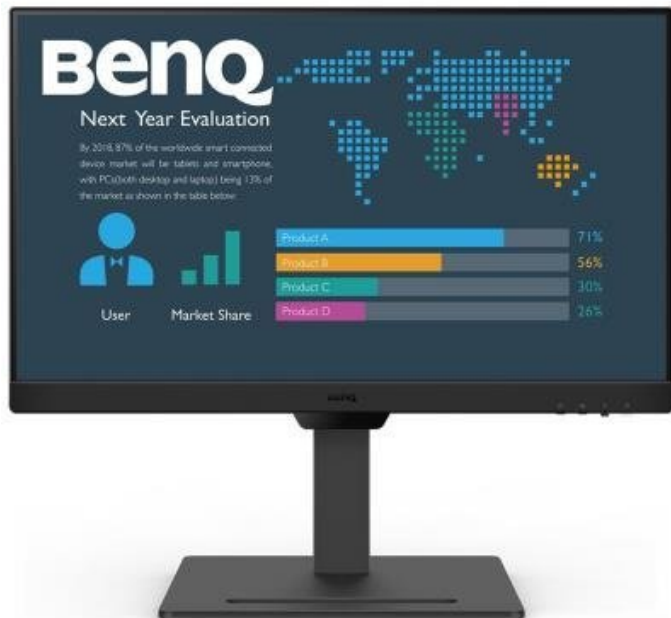 BenQ
Next Year Evaluation
By 2018, 87% of the worldwide smart connected
device market will be tablets and smartphone,
with PCs(both desktop and laptop) being 13% of
the market as shown in the table below:
User
Market Share
Product A 71%
Product B 56%
Product C 30%
Product D 26%
BenQ